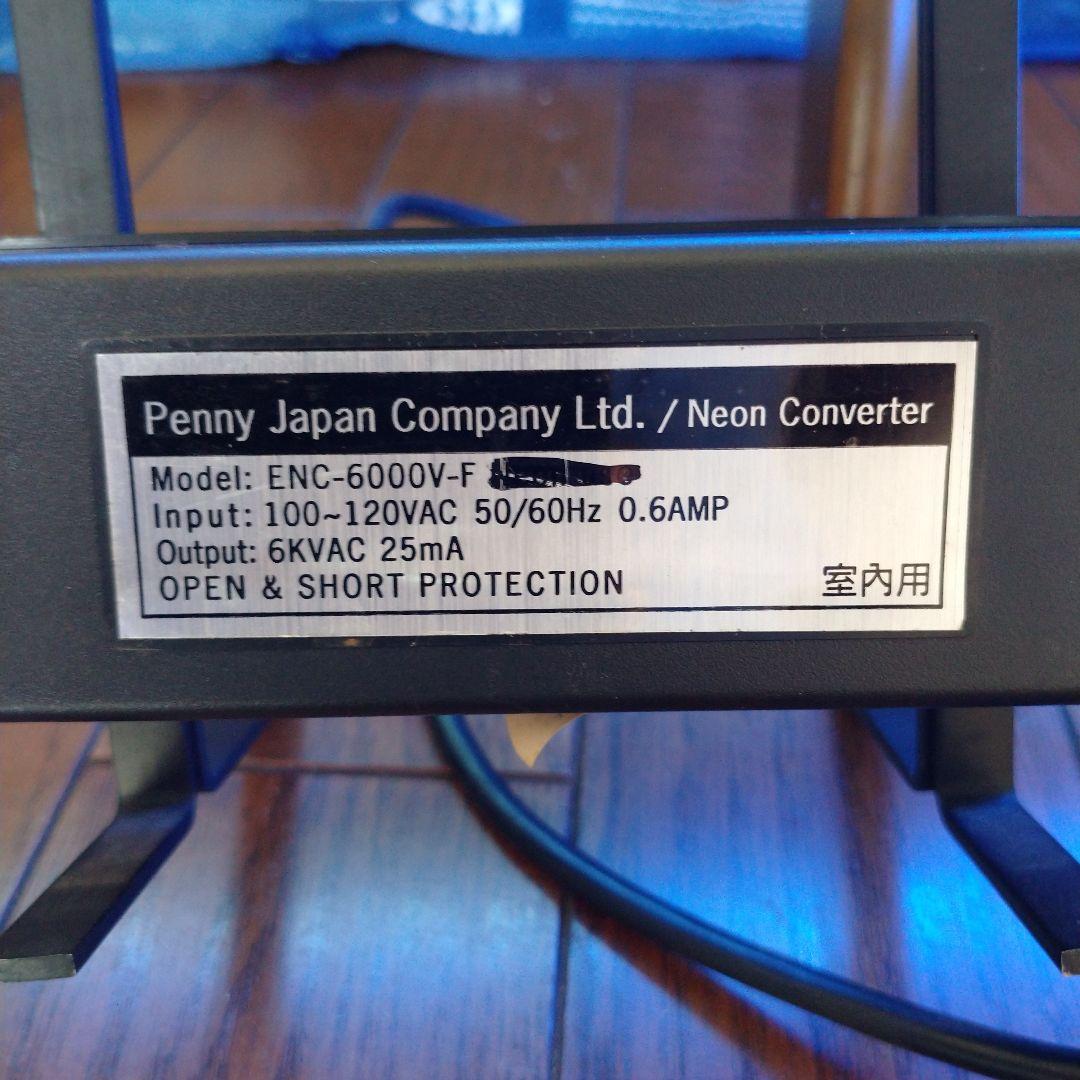 Penny Japan Company Ltd. / Neon Converter
Model: ENC-6000V-F
Input: 100~120VAC 50/60Hz 0.6AMP
Output: 6KVAC 25mA
OPEN & SHORT PROTECTION
室內用